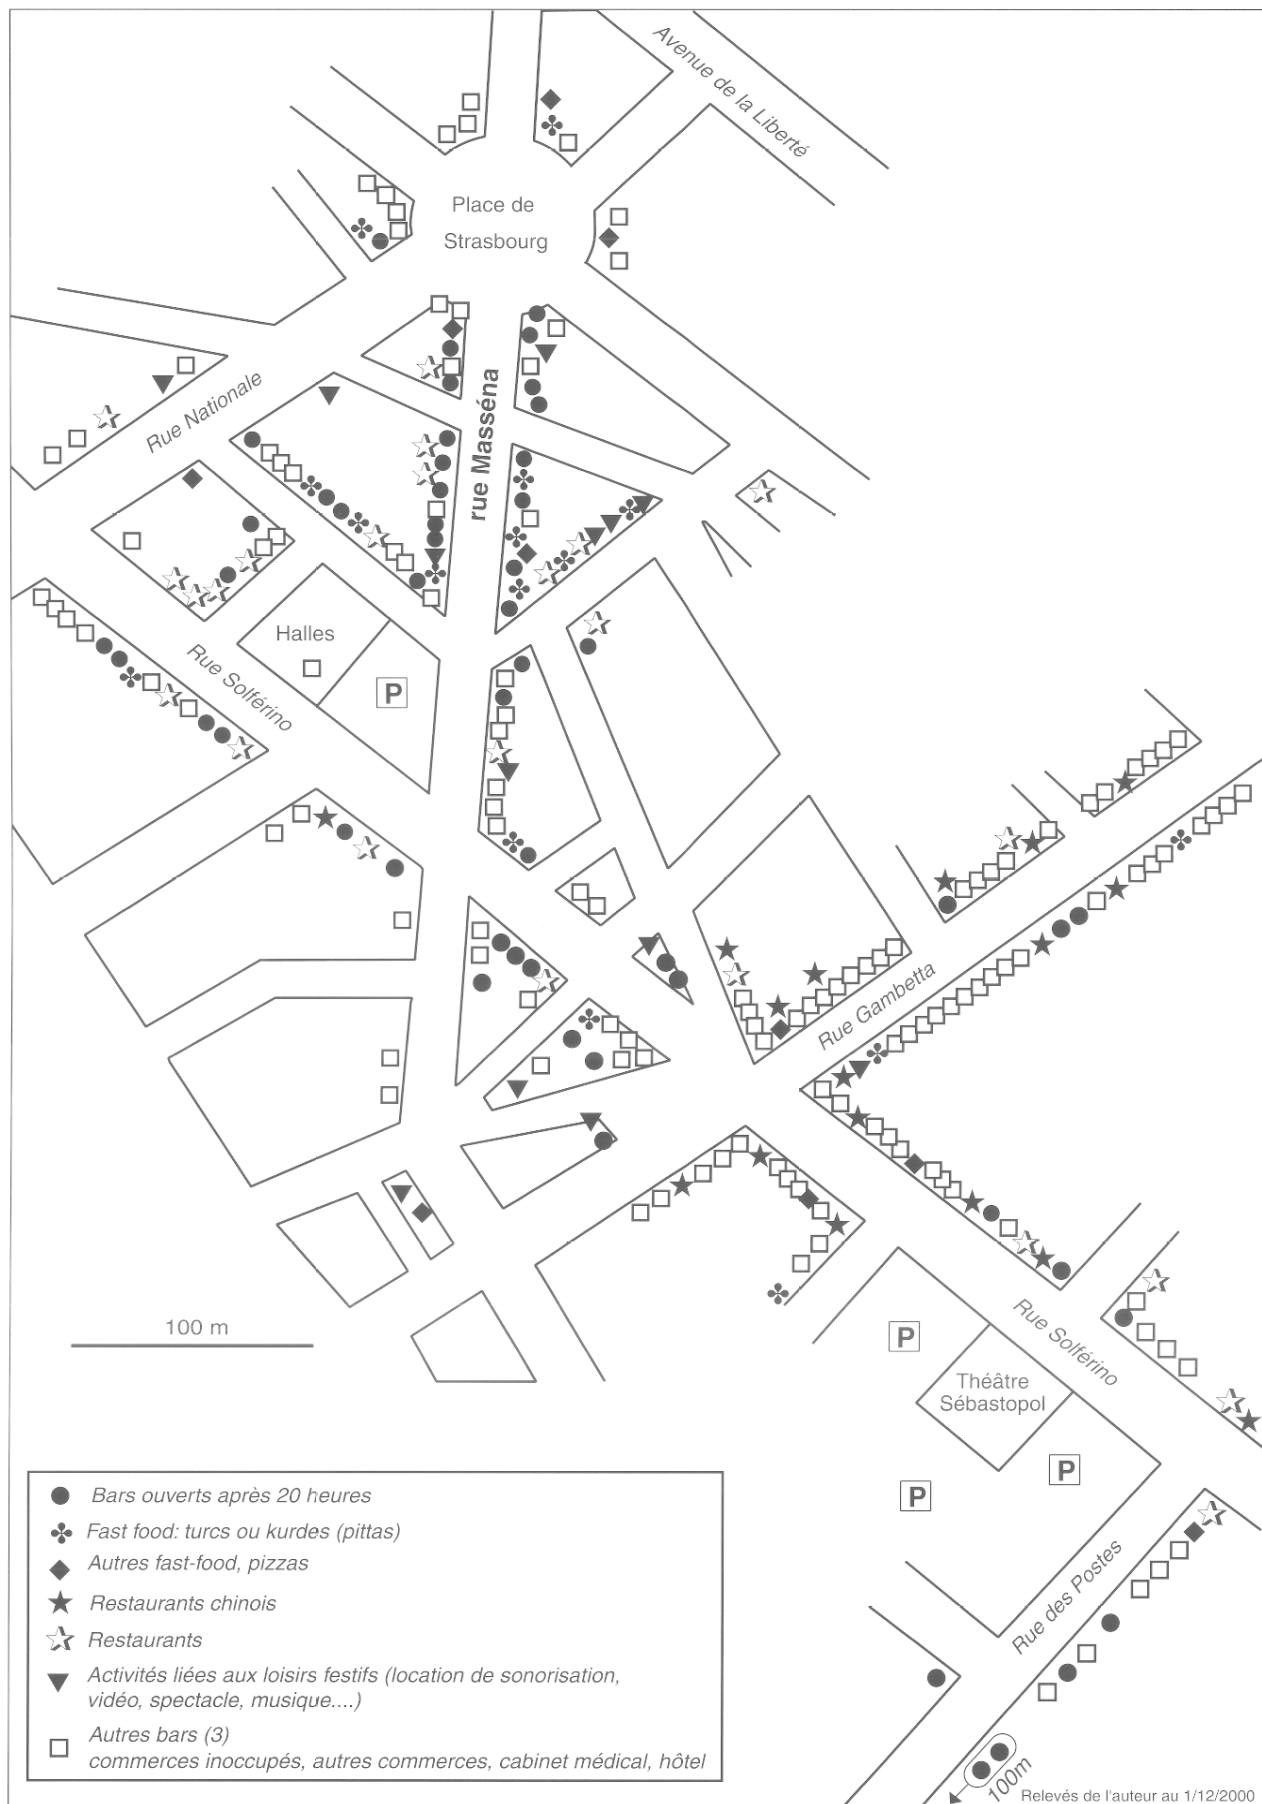 Avenue de la Liberté
Place de
Strasbourg
Rue Nationale
rue Masséna
Halles
P
Rue Solférino
Rue Gambetta
100 m
Rue Solférino
P
Théâtre
Sébastopol
P
P
Rue des Postes
Bars ouverts après 20 heures
Fast food: turcs ou kurdes (pittas)
Autres fast-food, pizzas
Restaurants chinois
Restaurants
Activités liées aux loisirs festifs (location de sonorisation,
vidéo, spectacle, musique....)
Autres bars (3)
commerces inoccupés, autres commerces, cabinet médical, hôtel
100m
Relevés de l'auteur au 1/12/2000